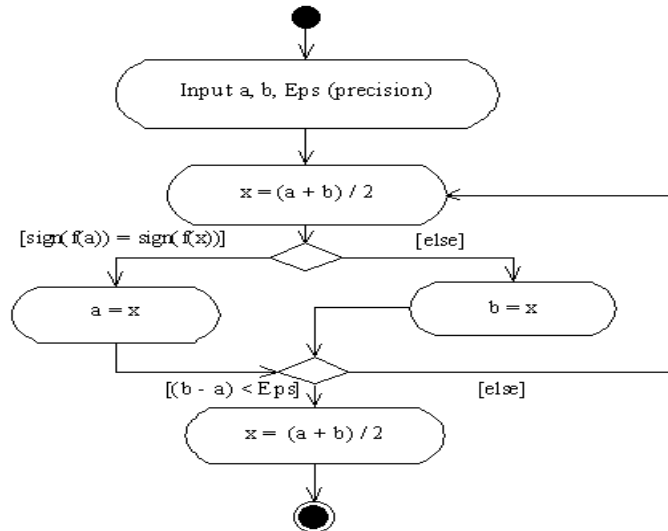 Input a, b, Eps (precision)
x = (a + b) / 2
[sign( f(a)) = sign( f(x))]
[else]
a = x
b = x
[(b - a) < Eps]
[else]
x = (a + b) / 2